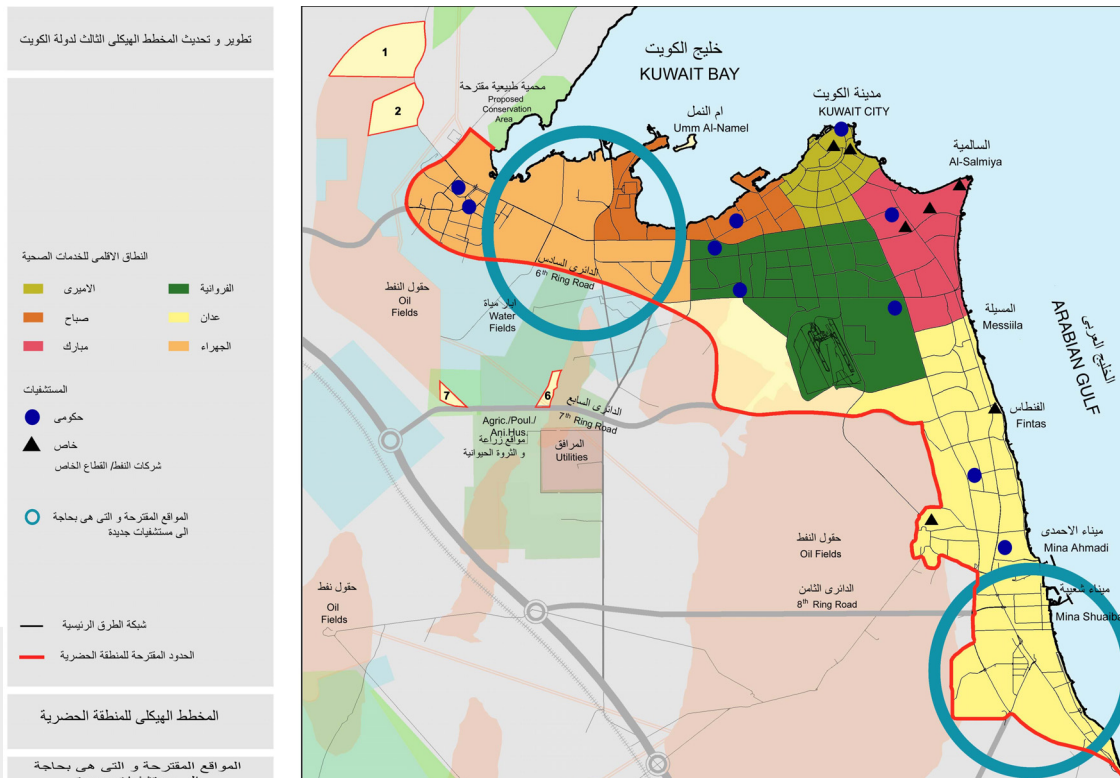 تطوير و تحديث المخطط الهيكلى الثالث لدولة الكويت
النطاق الاقلمى للخدمات الصحية
الاميرى
الفروانية
صباح
عدان
مبارك
الجهراء
المستشفيات
حكومى
خاص
شركات النفط/ القطاع الخاص
المواقع المقترحة و التى هى بحاجة
الى مستشفيات جديدة
شبكة الطرق الرئيسية
الحدود المقترحة للمنطقة الحضرية
المخطط الهيكلى للمنطقة الحضرية
المواقع المقترحة و التى هى بحاجة
1
2
محمية طبيعية مقترحة
Proposed
Conservation
Area
خليج الكويت
KUWAIT BAY
ام النمل
Umm Al-Namel
مدينة الكويت
KUWAIT CITY
السالمية
Al-Salmiya
الدائرى السادس
6th Ring Road
حقول النفط
Oil
Fields
ابار مياة
Water
Fields
المسيلة
Messiila
الخليج العربى
ARABIAN GULF
7
6
الدائرى السابع
7th Ring Road
Agric./Poul./
Ani.Hus.
مواقع زراعة
و الثروة الحيوانية
المرافق
Utilities
الفنطاس
Fintas
حقول النفط
Oil Fields
ميناء الاحمدى
Mina Ahmadi
ميناء شعيبة
Mina Shuaiba
الدائرى الثامن
8th Ring Road
حقول نفط
Oil
Fields